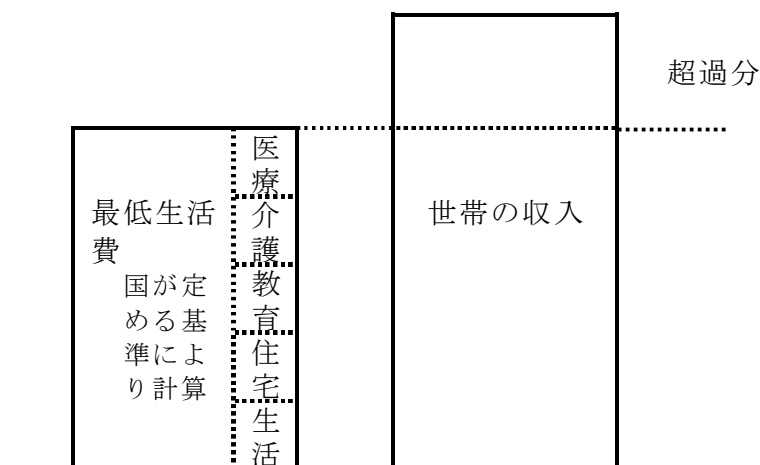 超過分
最低生活
費
国が定
める基
準によ
り計算
医
療
介
護
教
育
住
宅
生
活
世帯の収入